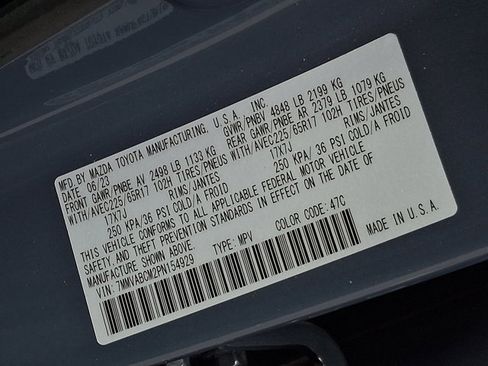 MFD. BY MAZDA TOYOTA MANUFACTURING, U.S.A., INC.
DATE 06/23 GVWR/PNBV 4848 LB 2199 KG
FRONT GAWR/PNBE AV 2498 LB 1133 KG REAR GAWR/PNBE AR 2379 LB 1079 KG
WITH/AVEC 225/65R17 102H TIRES/PNEUS WITH/AVEC 225/65R17 102H TIRES/PNEUS
17X7J RIMS/JANTES 17X7J RIMS/JANTES
250 KPA/36 PSI COLD/A FROID 250 KPA/36 PSI COLD/A FROID
THIS VEHICLE CONFORMS TO ALL APPLICABLE FEDERAL MOTOR VEHICLE
SAFETY AND THEFT PREVENTION STANDARDS IN EFFECT ON THE DATE OF
MANUFACTURE SHOWN ABOVE.
VIN: 7MMVABCM2PN154929 TYPE: MPV COLOR CODE: 47C
MADE IN U.S.A.